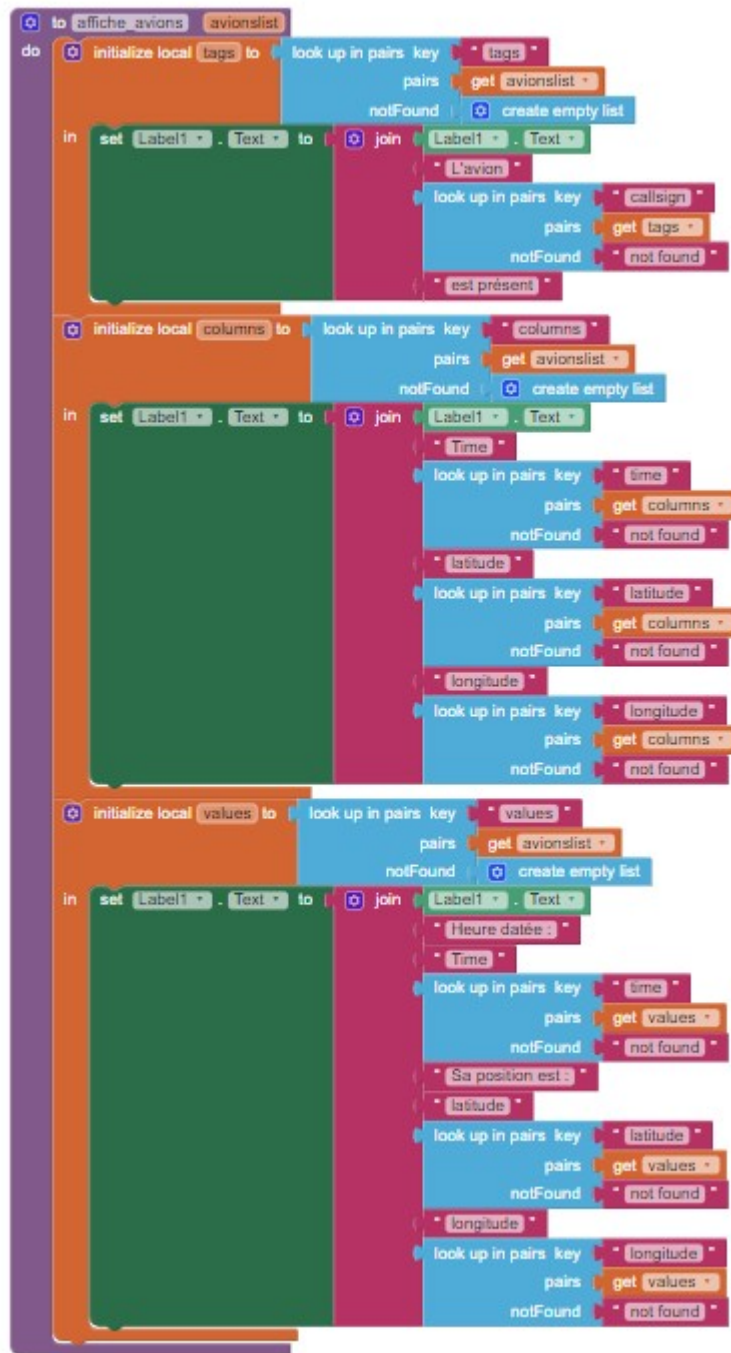 to affiche_avions avionslist
do initialize local tags to look up in pairs key " tags "
pairs get avionslist
notFound create empty list
in set Label1 . Text to join Label1 . Text
" L'avion "
look up in pairs key " callsign "
pairs get tags
notFound " not found "
" est présent "
initialize local columns to look up in pairs key " columns "
pairs get avionslist
notFound create empty list
in set Label1 . Text to join Label1 . Text
" Time "
look up in pairs key " time "
pairs get columns
notFound " not found "
" latitude "
look up in pairs key " latitude "
pairs get columns
notFound " not found "
" longitude "
look up in pairs key " longitude "
pairs get columns
notFound " not found "
initialize local values to look up in pairs key " values "
pairs get avionslist
notFound create empty list
in set Label1 . Text to join Label1 . Text
" Heure datée : "
" Time "
look up in pairs key " time "
pairs get values
notFound " not found "
" Sa position est : "
" latitude "
look up in pairs key " latitude "
pairs get values
notFound " not found "
" longitude "
look up in pairs key " longitude "
pairs get values
notFound " not found "